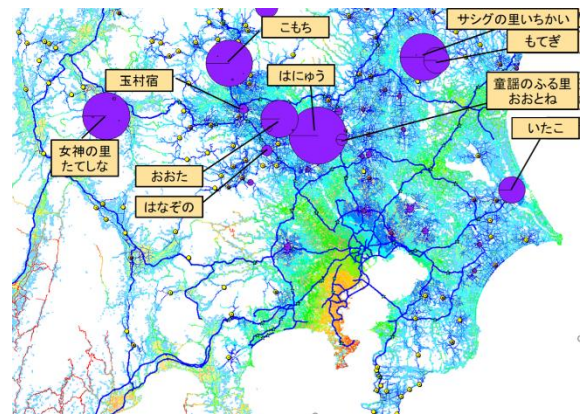 こもち
サシグの里いちかい
もてぎ
玉村宿
はにゅう
童謡のふる里
おおとね
女神の里
たてしな
おおた
いたこ
はなぞの